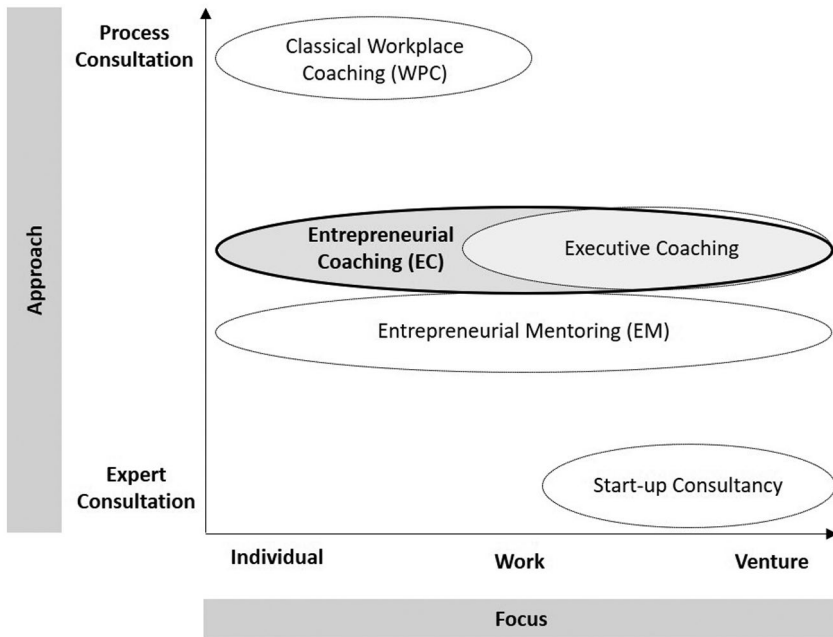 Process
Consultation
Classical Workplace
Coaching (WPC)
Approach
Entrepreneurial
Coaching (EC)
Executive Coaching
Entrepreneurial Mentoring (EM)
Expert
Consultation
Start-up Consultancy
Individual
Work
Venture
Focus